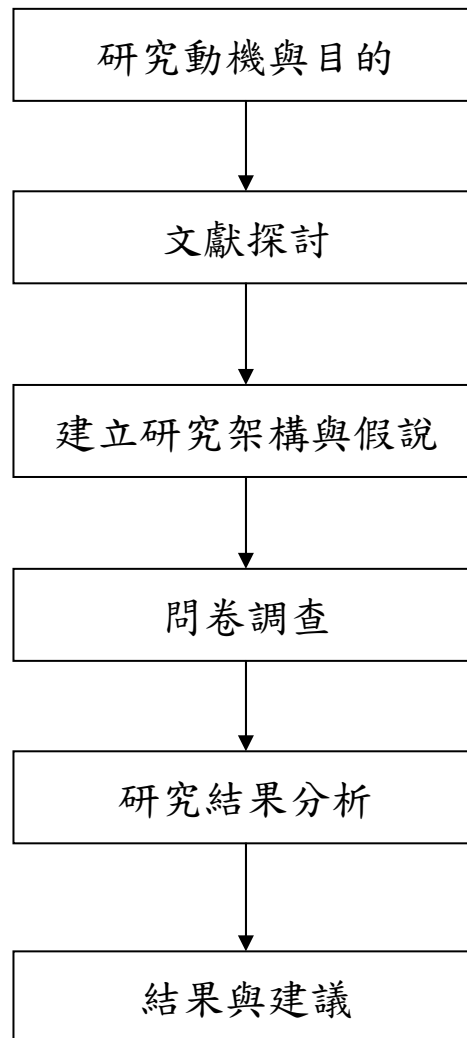 研究動機與目的
文獻探討
建立研究架構與假說
問卷調查
研究結果分析
結果與建議